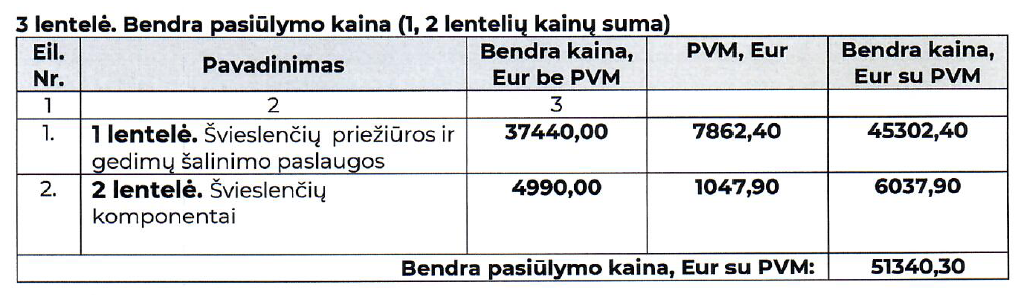 3 lentelė. Bendra pasiūlymo kaina (1, 2 lentelių kainų suma)
Eil. Nr. | Pavadinimas | Bendra kaina, Eur be PVM | PVM, Eur | Bendra kaina, Eur su PVM
1 | 2 | 3
1. | 1 lentelė. Švieslenčių priežiūros ir gedimų šalinimo paslaugos | 37440,00 | 7862,40 | 45302,40
2. | 2 lentelė. Švieslenčių komponentai | 4990,00 | 1047,90 | 6037,90
Bendra pasiūlymo kaina, Eur su PVM: | 51340,30